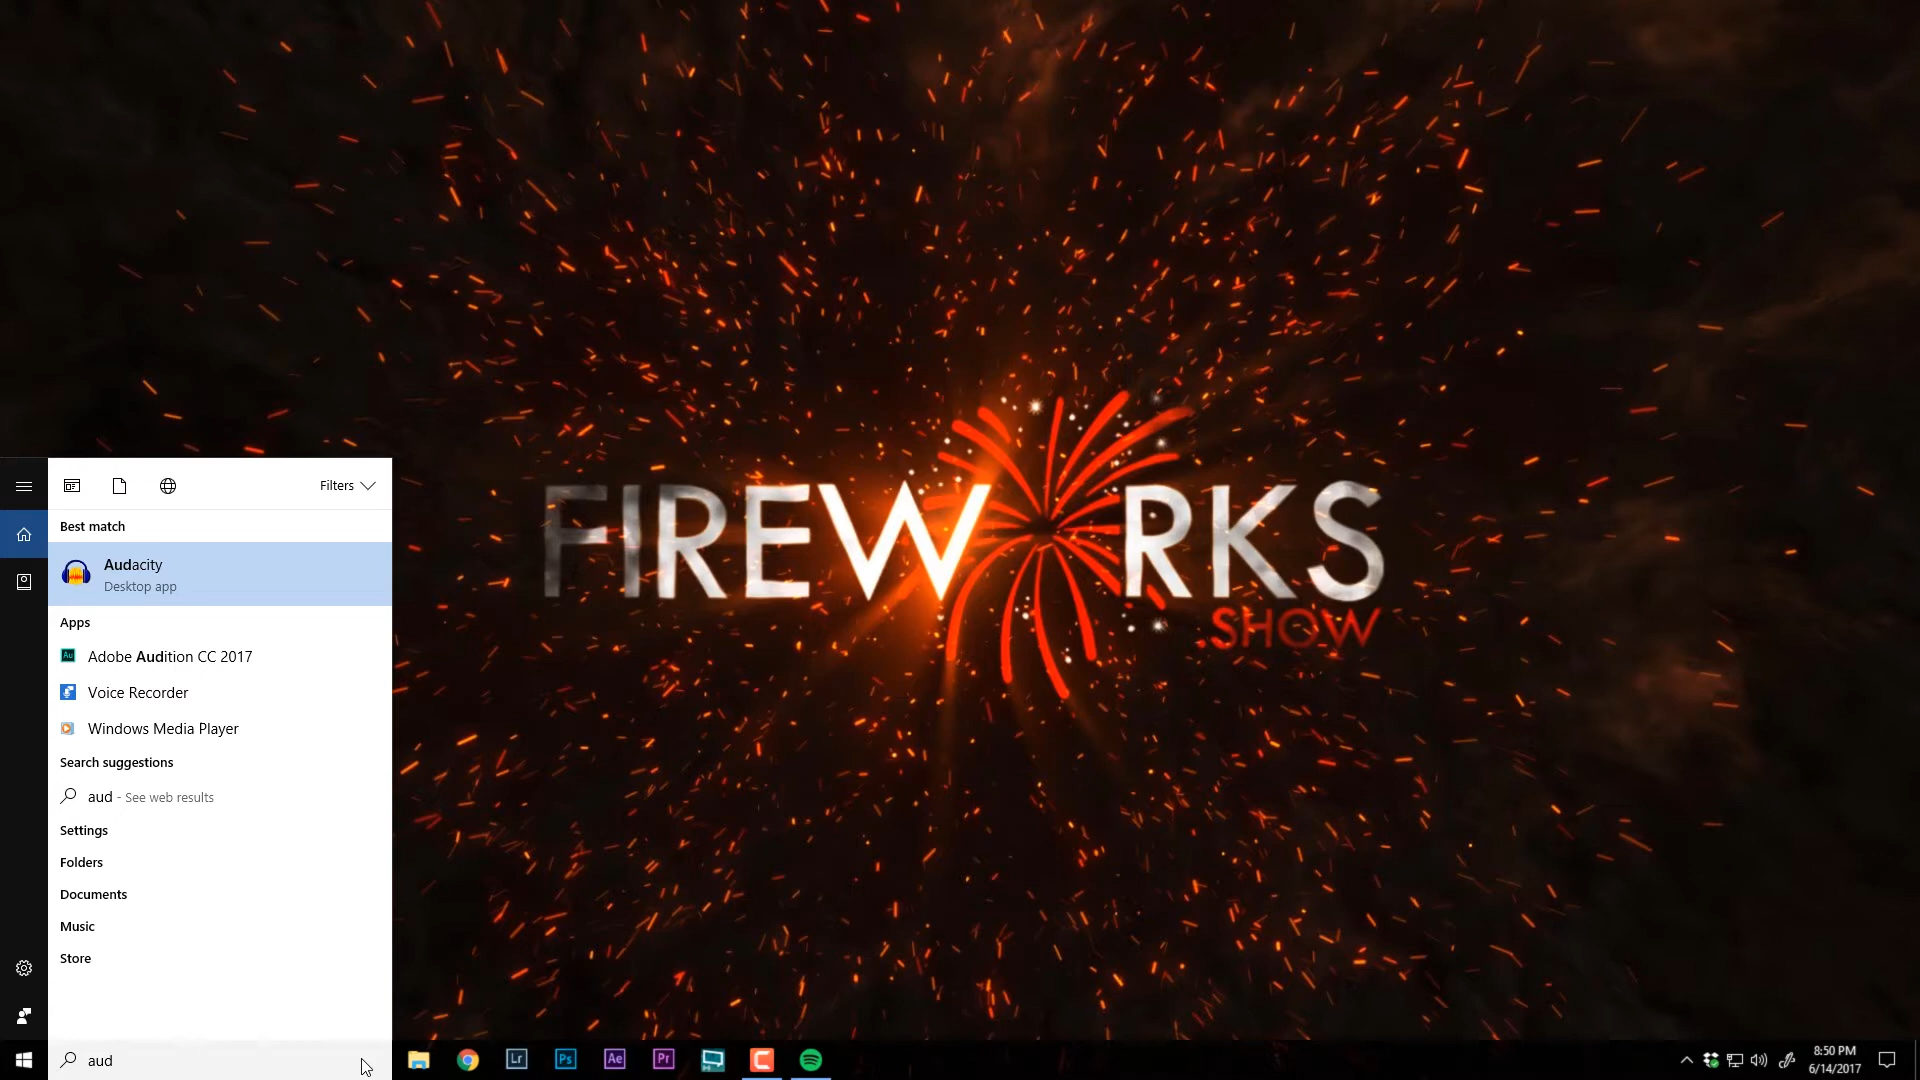 FIREWORKS
SHOW
Filters
Best match
Audacity
Desktop app
Apps
Au
Adobe Audition CC 2017
Voice Recorder
Windows Media Player
Search suggestions
aud - See web results
Settings
Folders
Documents
Music
Store
aud
Lr
Ps
Ae
Pr
8:50 PM
6/14/2017